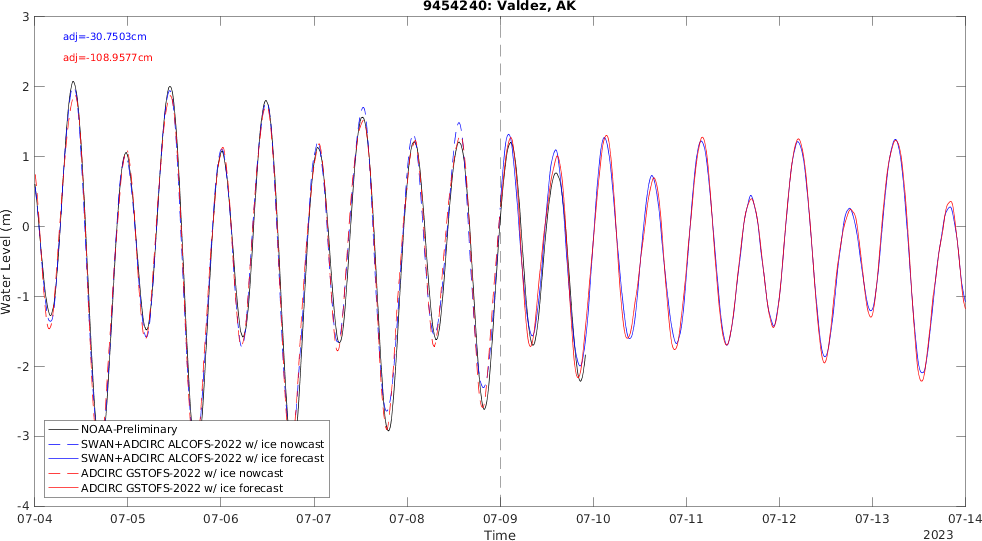 9454240: Valdez, AK
adj=-30.7503cm
adj=-108.9577cm
3
2
1
0
-1
-2
-3
-4
Water Level (m)
NOAA-Preliminary
SWAN+ADCIRC ALCOFS-2022 w/ ice nowcast
SWAN+ADCIRC ALCOFS-2022 w/ ice forecast
ADCIRC GSTOFS-2022 w/ ice nowcast
ADCIRC GSTOFS-2022 w/ ice forecast
07-04 07-05 07-06 07-07 07-08 07-09 07-10 07-11 07-12 07-13 07-14
Time
2023